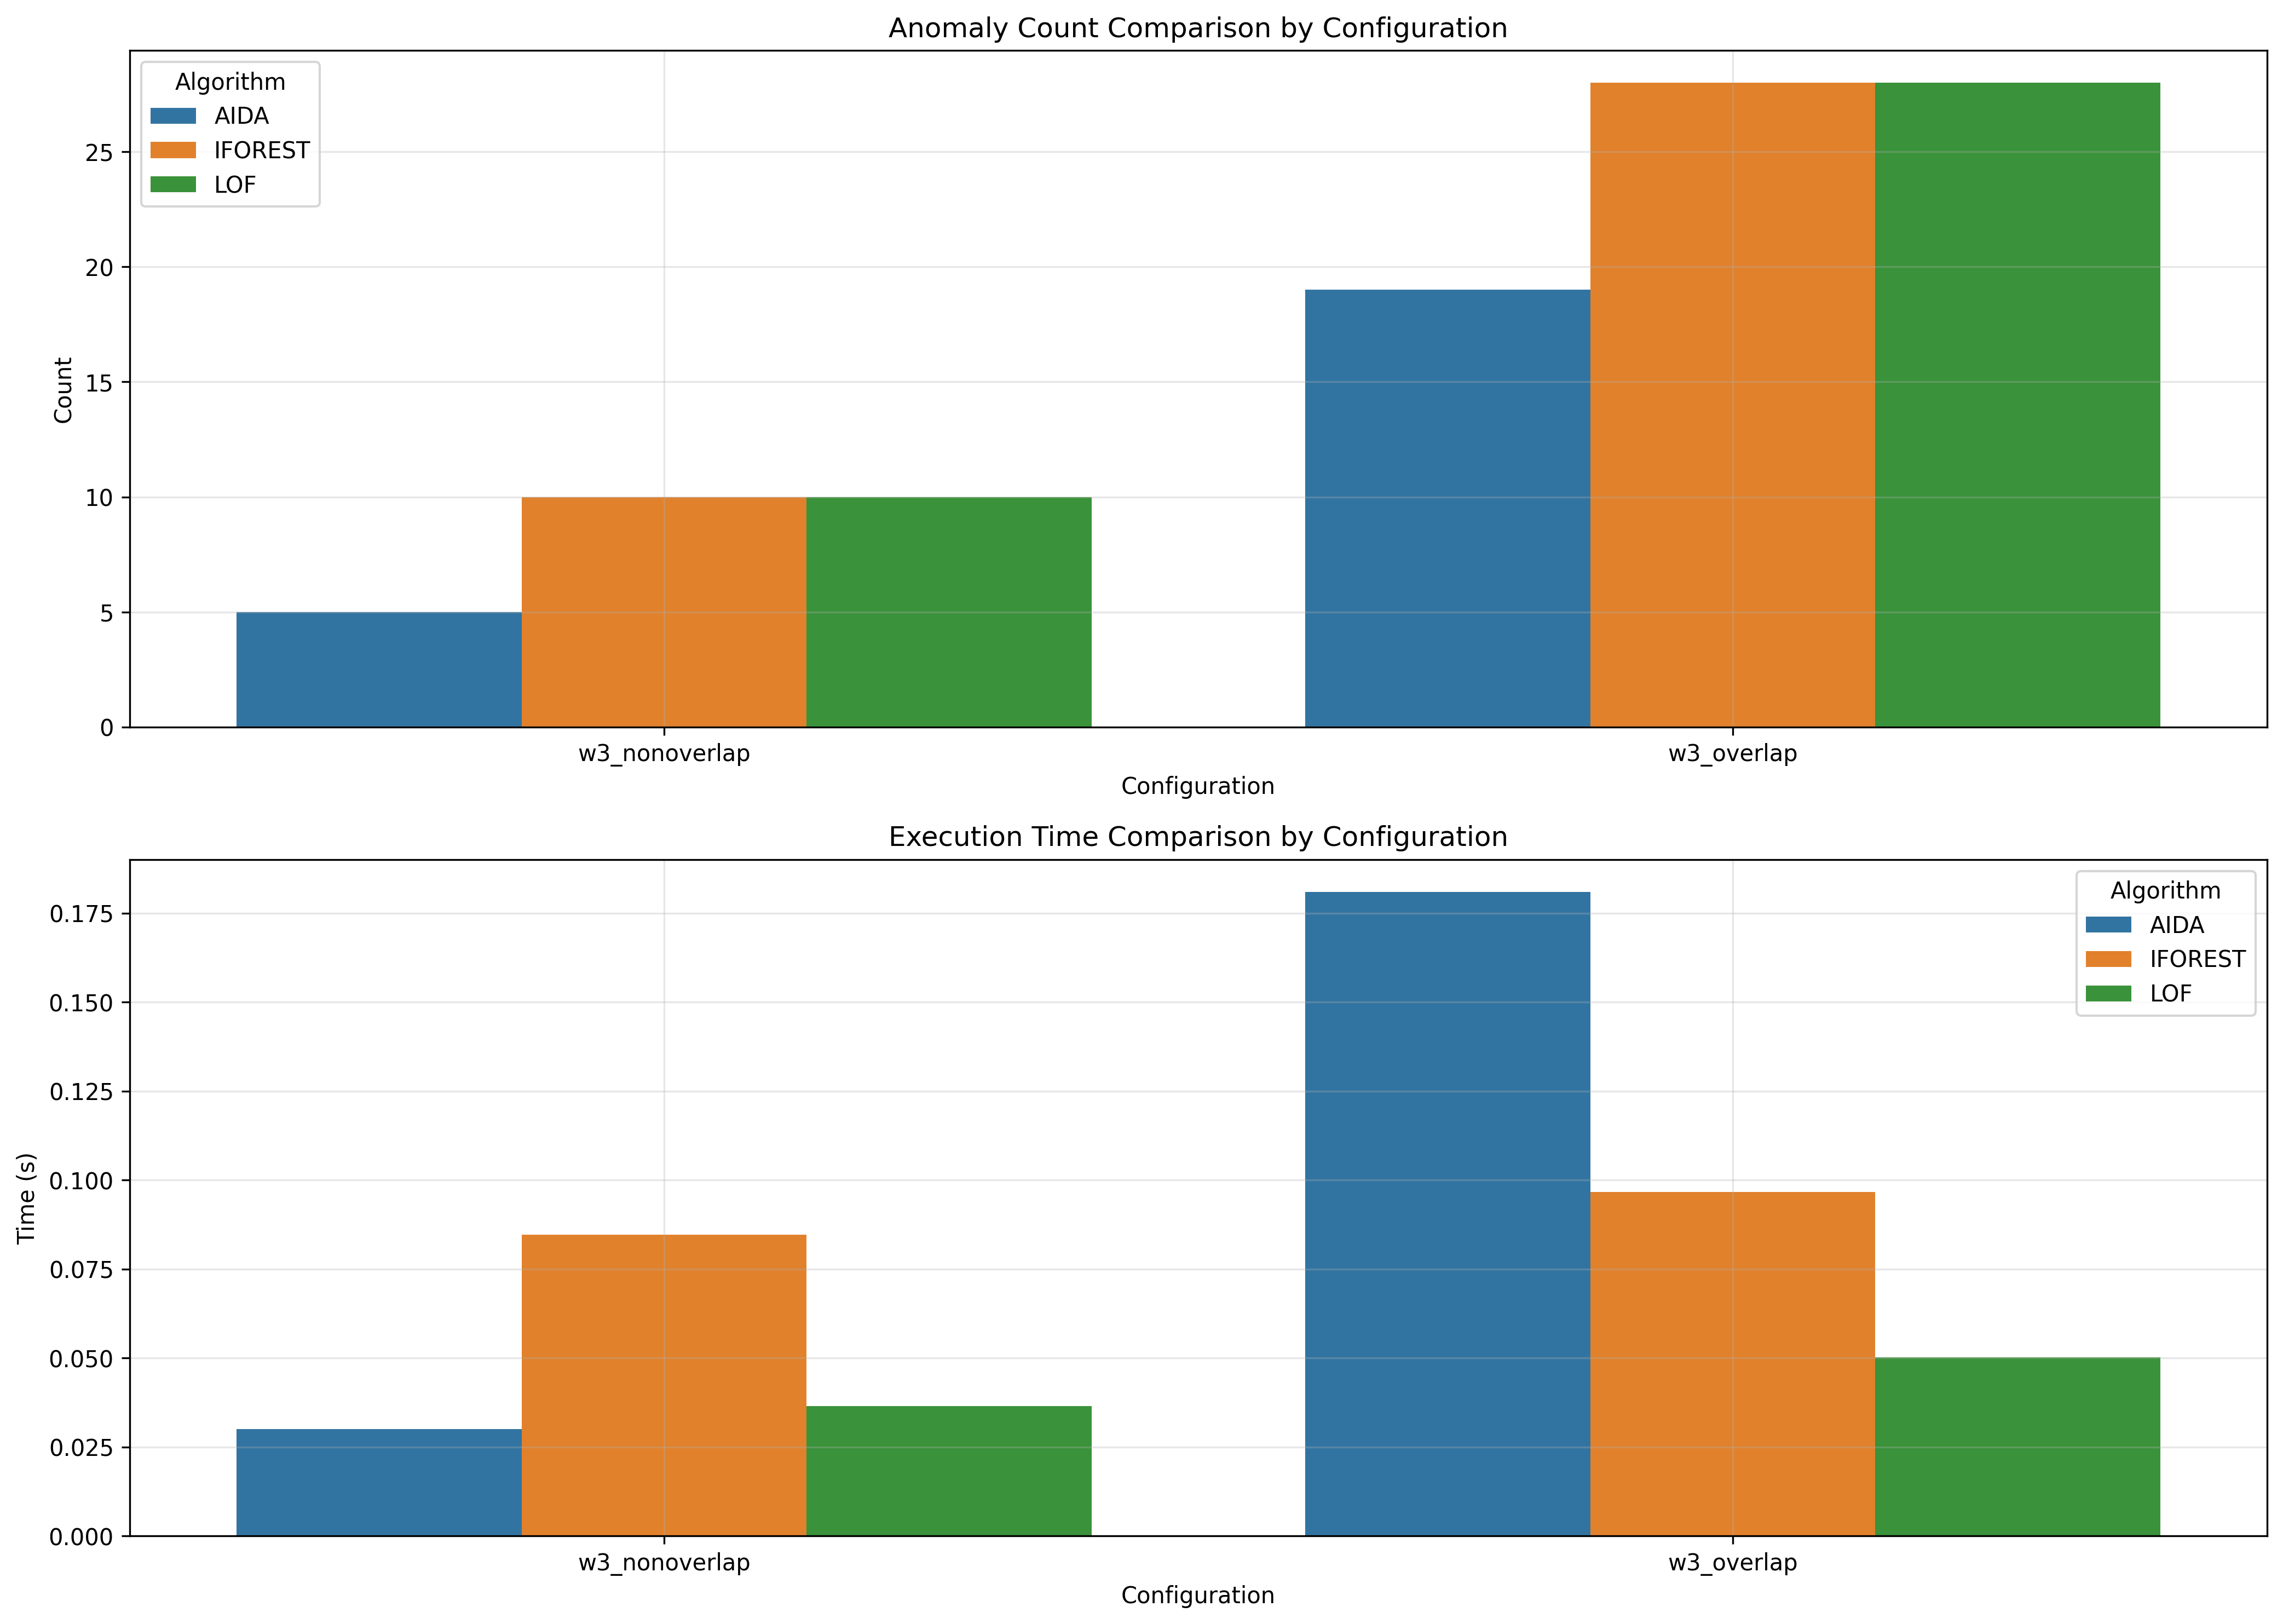 Anomaly Count Comparison by Configuration
Algorithm
AIDA
IFOREST
LOF
25
20
15
10
5
0
Count
w3_nonoverlap
w3_overlap
Configuration
Execution Time Comparison by Configuration
Algorithm
AIDA
IFOREST
LOF
0.175
0.150
0.125
0.100
0.075
0.050
0.025
0.000
Time (s)
w3_nonoverlap
w3_overlap
Configuration